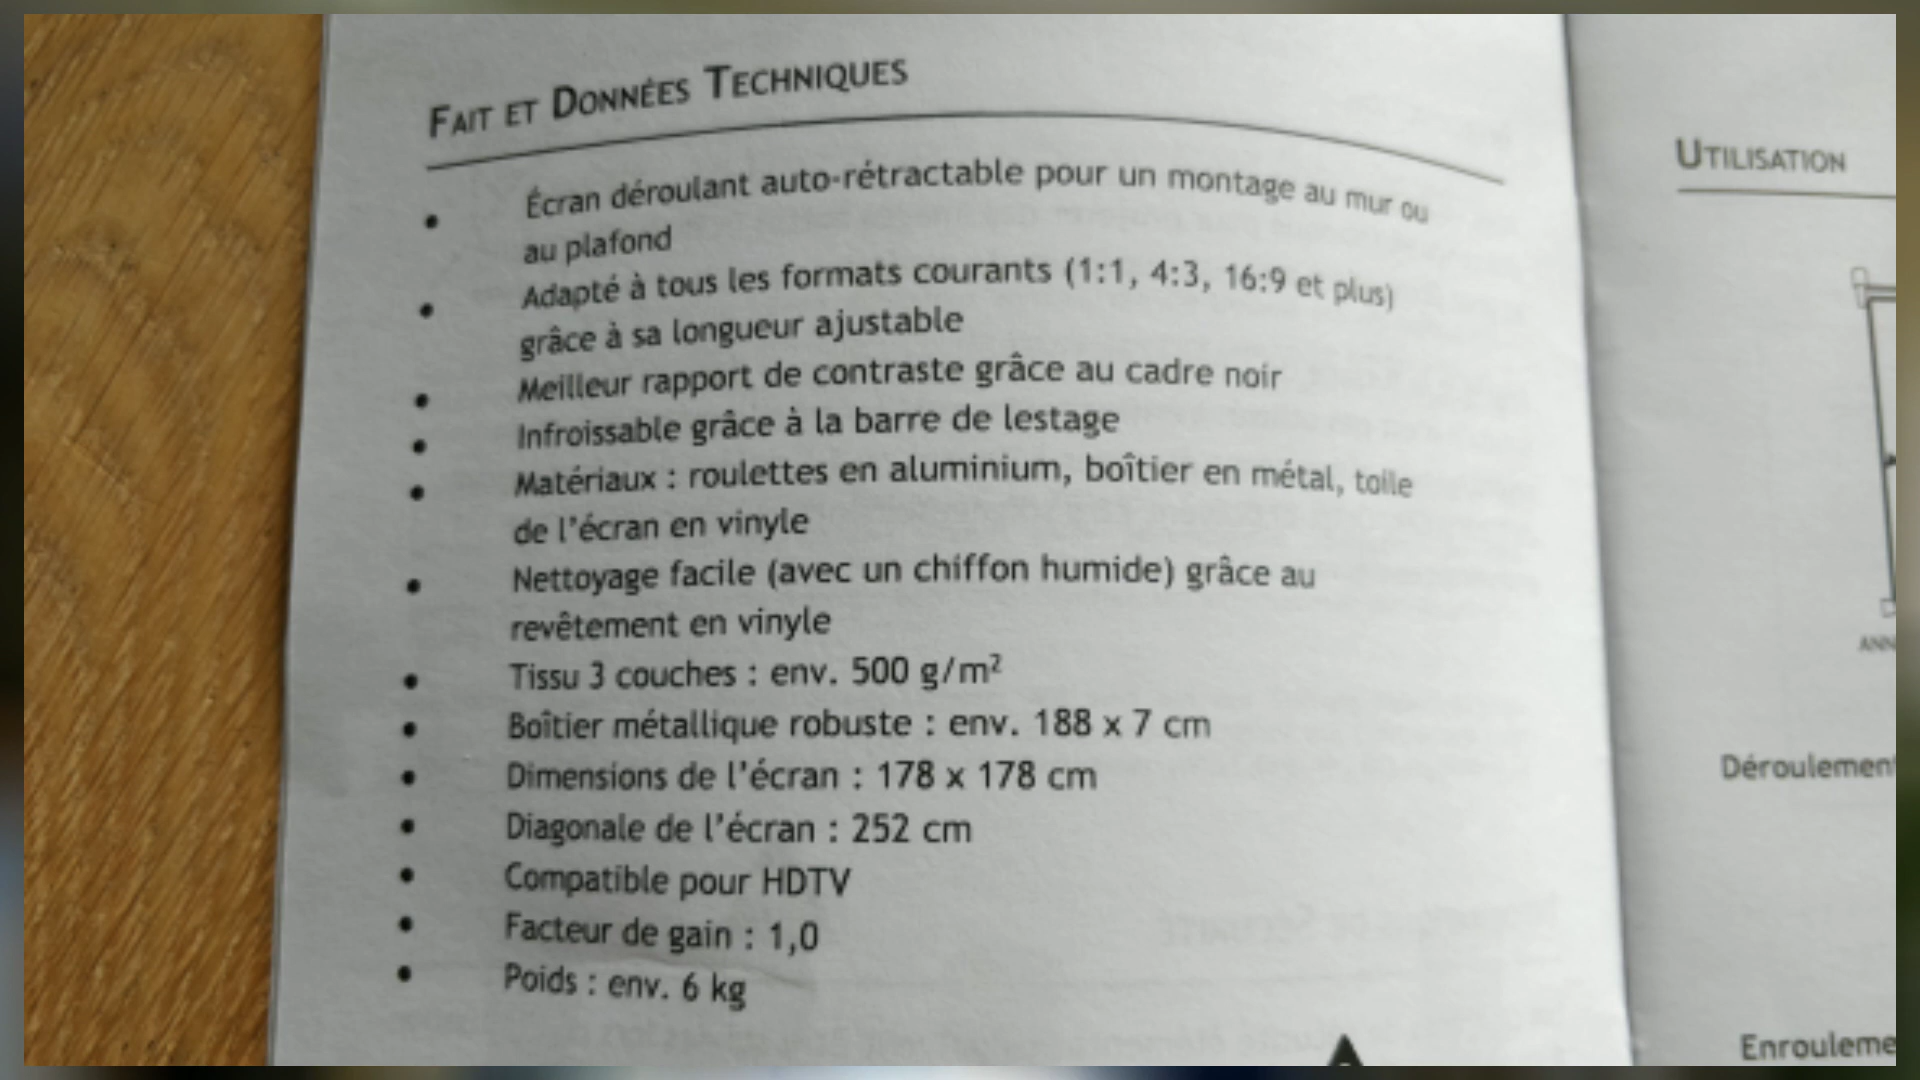 FAIT ET DONNÉES TECHNIQUES
• Écran déroulant auto-rétractable pour un montage au mur ou
au plafond
• Adapté à tous les formats courants (1:1, 4:3, 16:9 et plus)
grâce à sa longueur ajustable
• Meilleur rapport de contraste grâce au cadre noir
• Infroissable grâce à la barre de lestage
• Matériaux : roulettes en aluminium, boîtier en métal, toile
de l'écran en vinyle
• Nettoyage facile (avec un chiffon humide) grâce au
revêtement en vinyle
• Tissu 3 couches : env. 500 g/m²
• Boîtier métallique robuste : env. 188 x 7 cm
• Dimensions de l'écran : 178 x 178 cm
• Diagonale de l'écran : 252 cm
• Compatible pour HDTV
• Facteur de gain : 1,0
• Poids : env. 6 kg
UTILISATION
ANN
Déroulement
Enrouleme